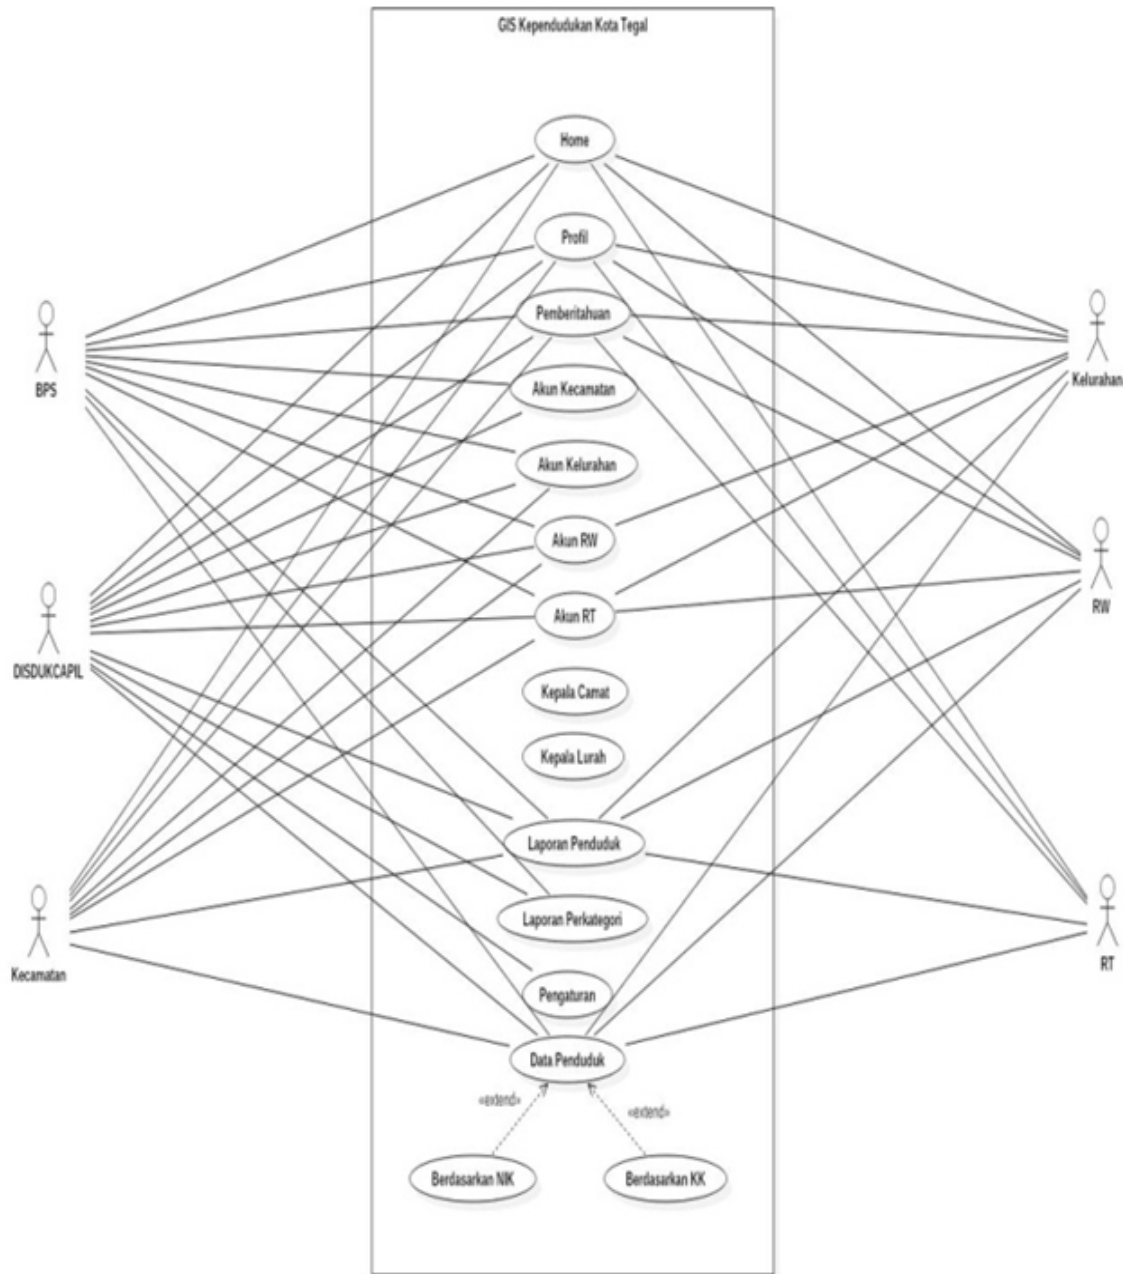 GIS Kependudukan Kota Tegal
Home
Profil
Pemberitahuan
BPS
Kelurahan
Akun Kecamatan
Akun Kelurahan
Akun RW
RW
Akun RT
DISDUKCAPIL
Kepala Camat
Kepala Lurah
Laporan Penduduk
Laporan Perkategori
Kecamatan
RT
Pengaturan
Data Penduduk
«extend»
«extend»
Berdasarkan NIK
Berdasarkan KK